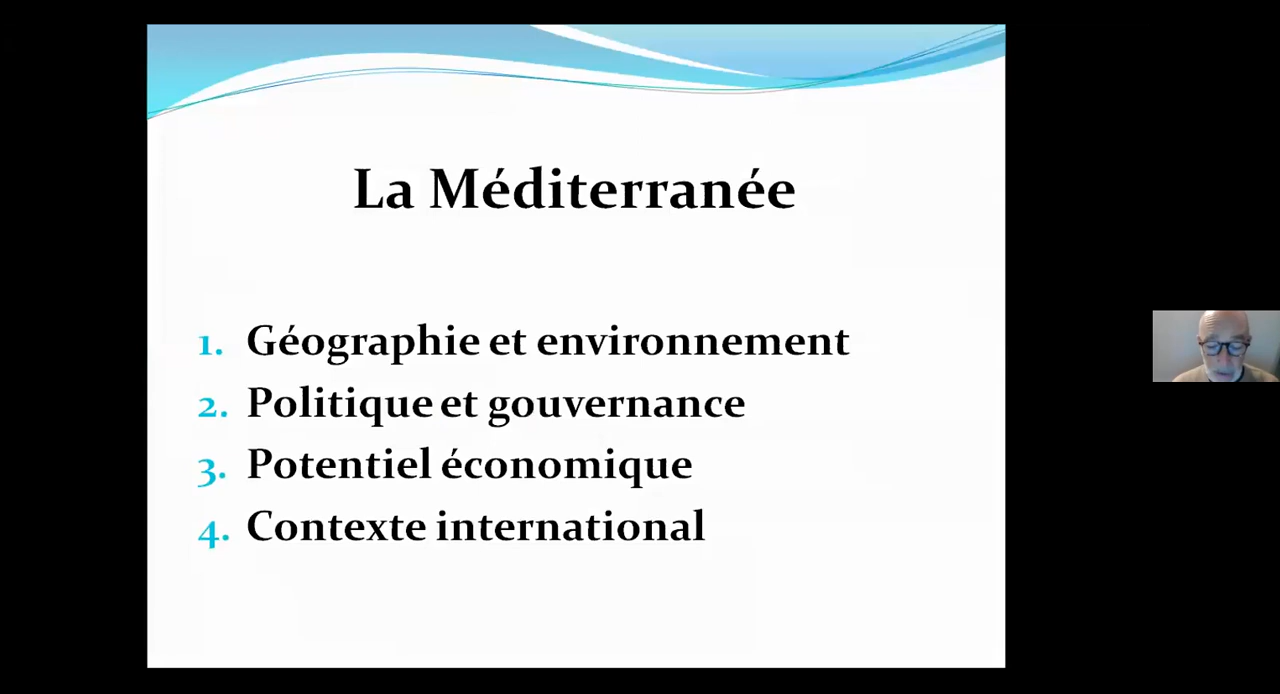 La Méditerranée
1. Géographie et environnement
2. Politique et gouvernance
3. Potentiel économique
4. Contexte international